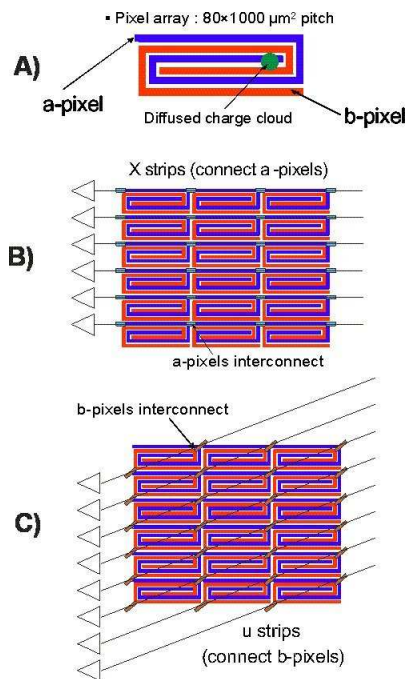 ▪ Pixel array : 80×1000 μm² pitch
A)
a-pixel
b-pixel
Diffused charge cloud
X strips (connect a -pixels)
B)
a-pixels interconnect
b-pixels interconnect
C)
u strips
(connect b-pixels)